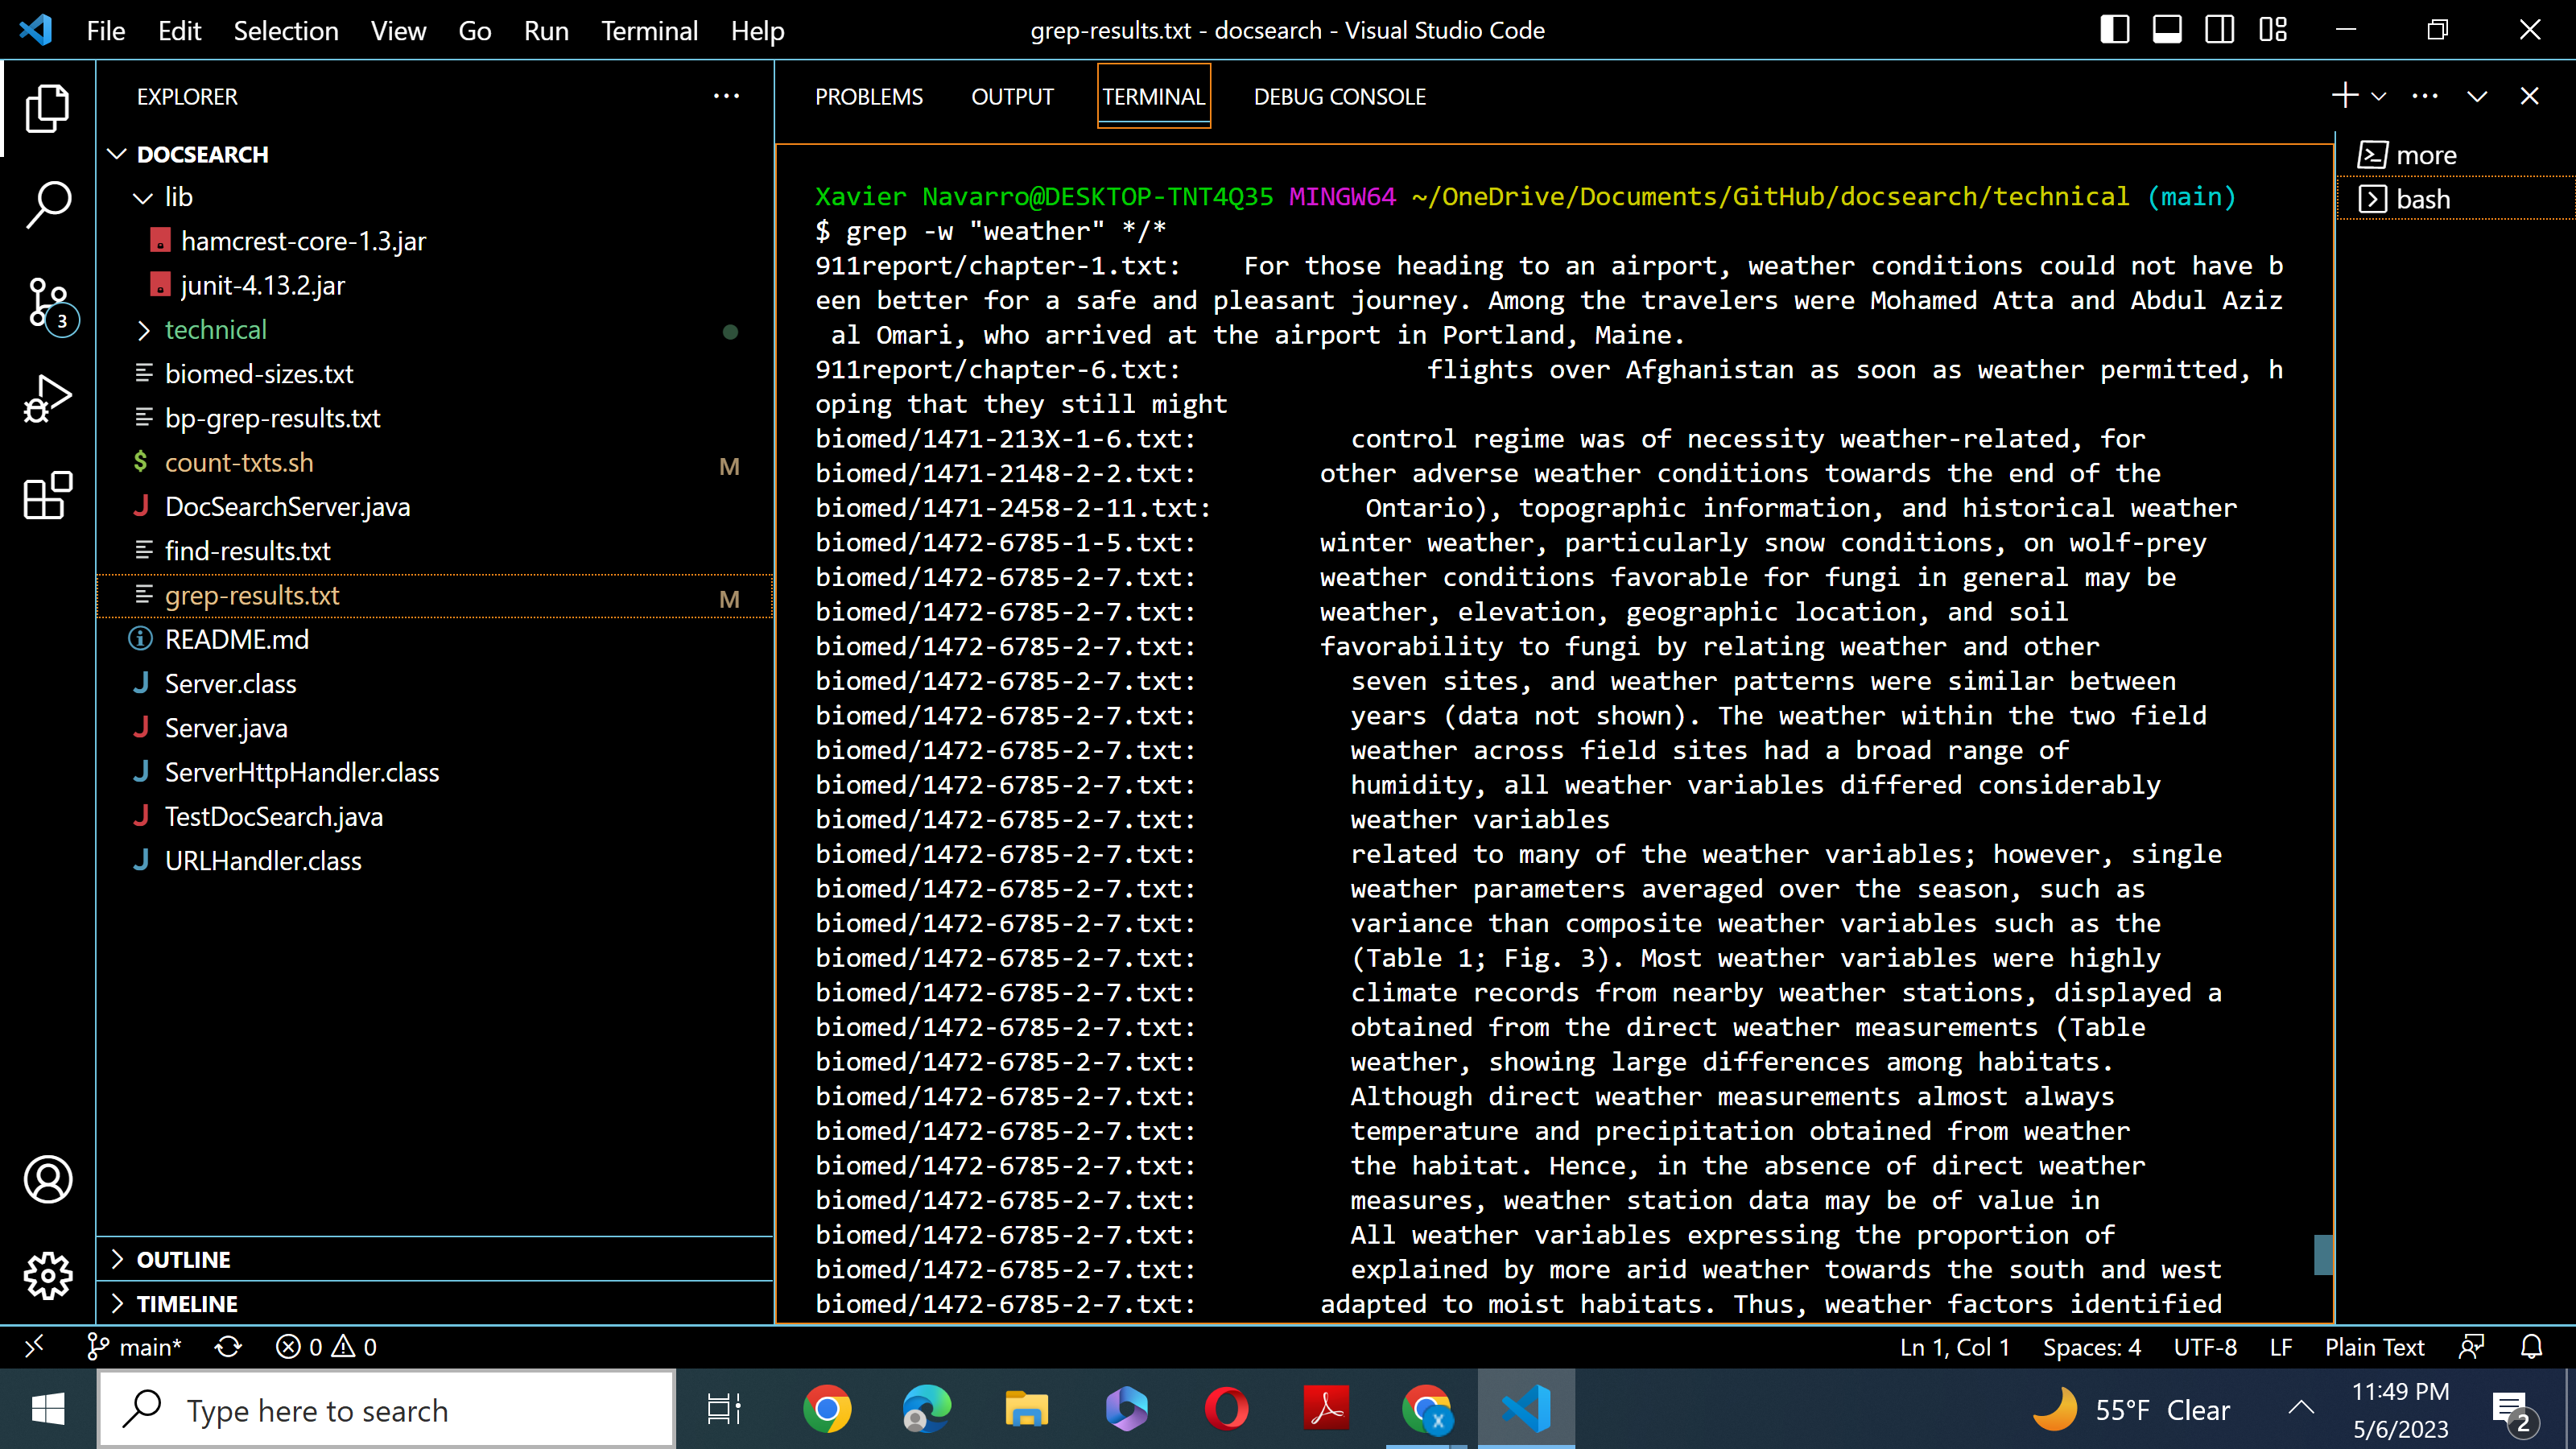 File Edit Selection View Go Run Terminal Help
grep-results.txt - docsearch - Visual Studio Code
EXPLORER
DOCSEARCH
lib
hamcrest-core-1.3.jar
junit-4.13.2.jar
technical
biomed-sizes.txt
bp-grep-results.txt
count-txts.sh M
DocSearchServer.java
find-results.txt
grep-results.txt M
README.md
Server.class
Server.java
ServerHttpHandler.class
TestDocSearch.java
URLHandler.class
OUTLINE
TIMELINE
3
PROBLEMS OUTPUT TERMINAL DEBUG CONSOLE
Xavier Navarro@DESKTOP-TNT4Q35 MINGW64 ~/OneDrive/Documents/GitHub/docsearch/technical (main)
$ grep -w "weather" */*
911report/chapter-1.txt:    For those heading to an airport, weather conditions could not have b
een better for a safe and pleasant journey. Among the travelers were Mohamed Atta and Abdul Aziz
 al Omari, who arrived at the airport in Portland, Maine.
911report/chapter-6.txt:                flights over Afghanistan as soon as weather permitted, h
oping that they still might
biomed/1471-213X-1-6.txt:          control regime was of necessity weather-related, for
biomed/1471-2148-2-2.txt:        other adverse weather conditions towards the end of the
biomed/1471-2458-2-11.txt:          Ontario), topographic information, and historical weather
biomed/1472-6785-1-5.txt:        winter weather, particularly snow conditions, on wolf-prey
biomed/1472-6785-2-7.txt:        weather conditions favorable for fungi in general may be
biomed/1472-6785-2-7.txt:        weather, elevation, geographic location, and soil
biomed/1472-6785-2-7.txt:        favorability to fungi by relating weather and other
biomed/1472-6785-2-7.txt:          seven sites, and weather patterns were similar between
biomed/1472-6785-2-7.txt:          years (data not shown). The weather within the two field
biomed/1472-6785-2-7.txt:          weather across field sites had a broad range of
biomed/1472-6785-2-7.txt:          humidity, all weather variables differed considerably
biomed/1472-6785-2-7.txt:          weather variables
biomed/1472-6785-2-7.txt:          related to many of the weather variables; however, single
biomed/1472-6785-2-7.txt:          weather parameters averaged over the season, such as
biomed/1472-6785-2-7.txt:          variance than composite weather variables such as the
biomed/1472-6785-2-7.txt:          (Table 1; Fig. 3). Most weather variables were highly
biomed/1472-6785-2-7.txt:          climate records from nearby weather stations, displayed a
biomed/1472-6785-2-7.txt:          obtained from the direct weather measurements (Table
biomed/1472-6785-2-7.txt:          weather, showing large differences among habitats.
biomed/1472-6785-2-7.txt:          Although direct weather measurements almost always
biomed/1472-6785-2-7.txt:          temperature and precipitation obtained from weather
biomed/1472-6785-2-7.txt:          the habitat. Hence, in the absence of direct weather
biomed/1472-6785-2-7.txt:          measures, weather station data may be of value in
biomed/1472-6785-2-7.txt:          All weather variables expressing the proportion of
biomed/1472-6785-2-7.txt:          explained by more arid weather towards the south and west
biomed/1472-6785-2-7.txt:        adapted to moist habitats. Thus, weather factors identified
more
bash
main* 0 0
Ln 1, Col 1 Spaces: 4 UTF-8 LF Plain Text
Type here to search
X
55°F Clear
11:49 PM
5/6/2023
2